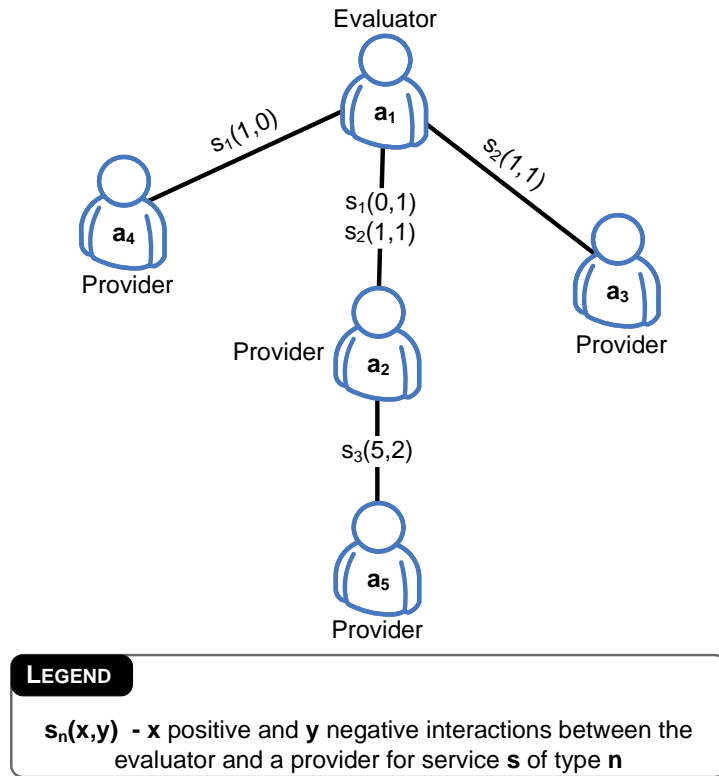 Evaluator
a₁
s₁(1,0)
s₂(1,1)
s₁(0,1)
s₂(1,1)
a₄
Provider
a₃
Provider
Provider
a₂
s₃(5,2)
a₅
Provider
LEGEND
sₙ(x,y) - x positive and y negative interactions between the
evaluator and a provider for service s of type n